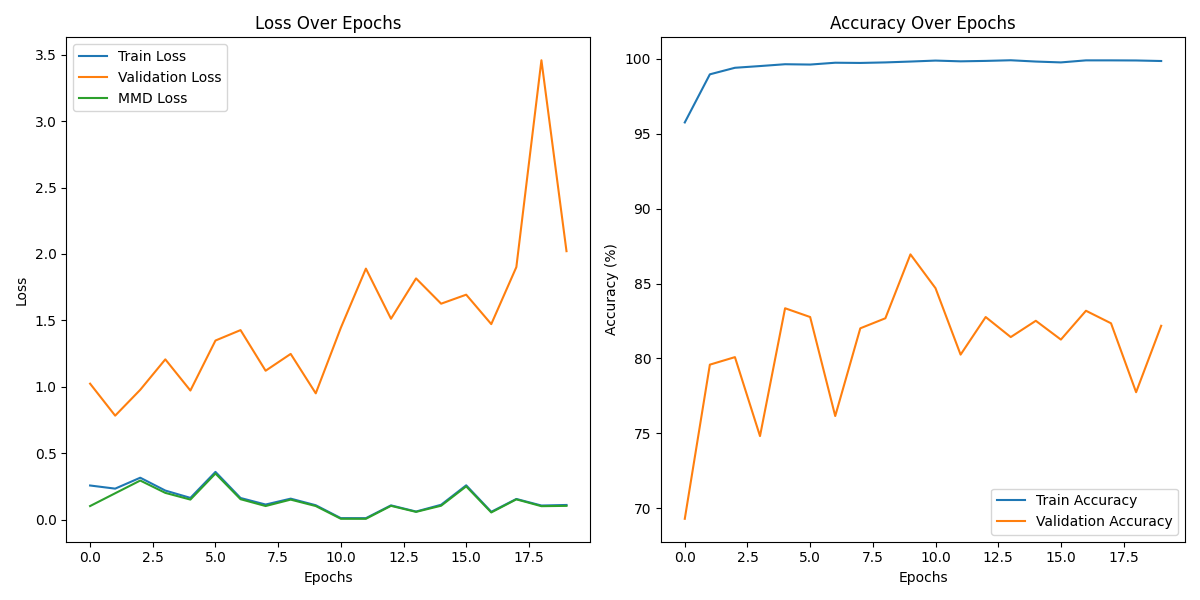 Loss Over Epochs
Train Loss
Validation Loss
MMD Loss
3.5
3.0
2.5
2.0
1.5
1.0
0.5
0.0
Loss
0.0 2.5 5.0 7.5 10.0 12.5 15.0 17.5
Epochs
Accuracy Over Epochs
100
95
90
85
80
75
70
Accuracy (%)
Train Accuracy
Validation Accuracy
0.0 2.5 5.0 7.5 10.0 12.5 15.0 17.5
Epochs